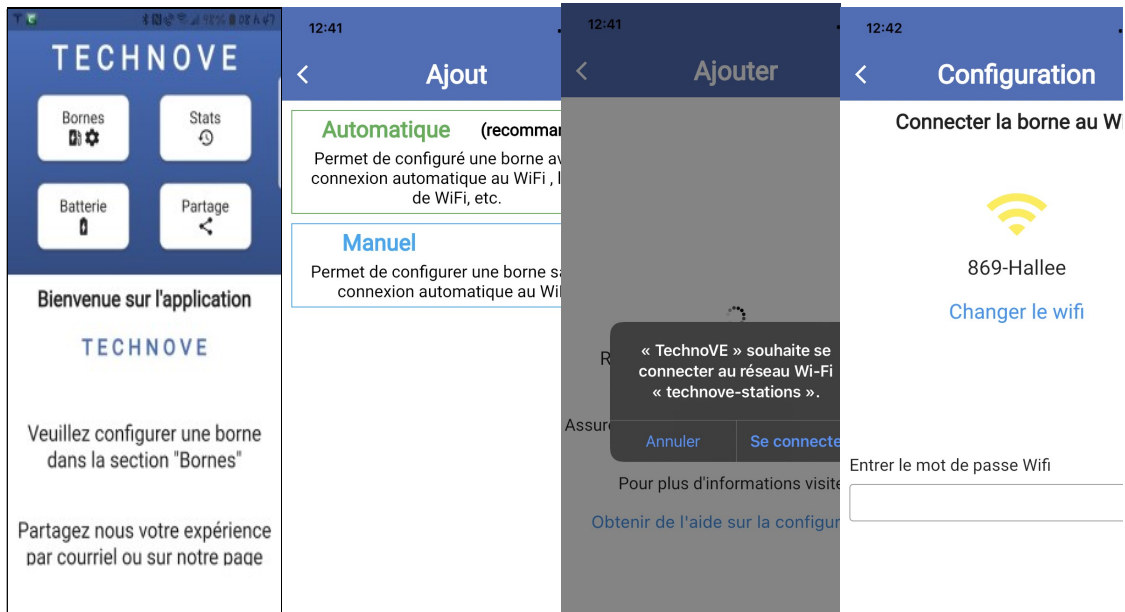 TECHNOVE
Bornes
Stats
Batterie
Partage
Bienvenue sur l'application
TECHNOVE
Veuillez configurer une borne
dans la section "Bornes"
Partagez nous votre expérience
par courriel ou sur notre page
12:41
Ajout
Automatique (recomman
Permet de configuré une borne av
connexion automatique au WiFi , l
de WiFi, etc.
Manuel
Permet de configurer une borne sa
connexion automatique au Wi
12:41
Ajouter
R
« TechnoVE » souhaite se
connecter au réseau Wi-Fi
« technove-stations ».
Assur
Annuler
Se connecte
Pour plus d'informations visite
Obtenir de l'aide sur la configur
12:42
Configuration
Connecter la borne au Wi
869-Hallee
Changer le wifi
Entrer le mot de passe Wifi